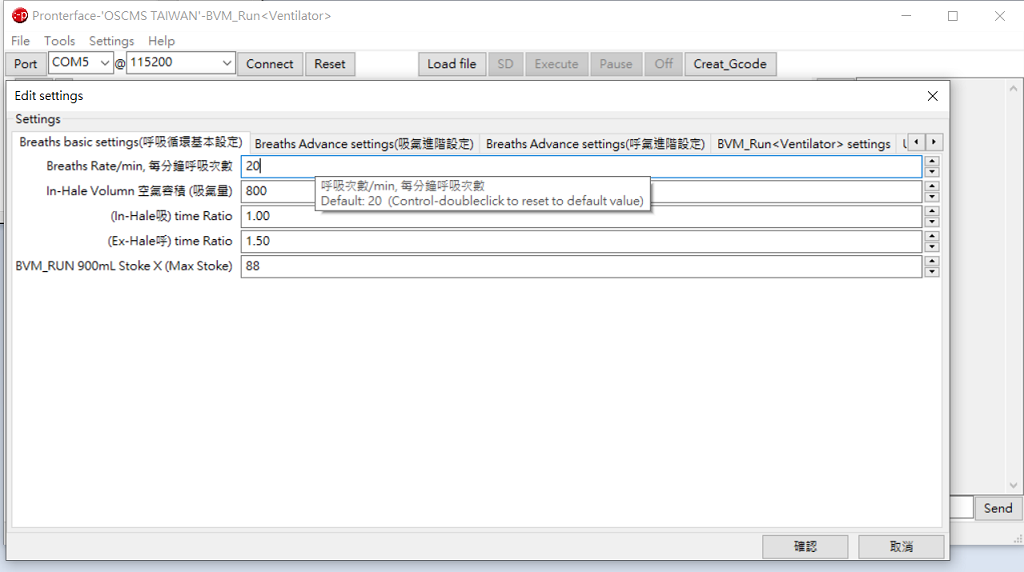 Pronterface-'OSCMS TAIWAN'-BVM_Run<Ventilator>
File Tools Settings Help
Port COM5 @ 115200 Connect Reset Load file SD Execute Pause Off Creat_Gcode
Edit settings
Settings
Breaths basic settings(呼吸循環基本設定) Breaths Advance settings(吸氣進階設定) Breaths Advance settings(呼氣進階設定) BVM_Run<Ventilator> settings
Breaths Rate/min, 每分鐘呼吸次數 20
In-Hale Volumn 空氣容積 (吸氣量) 800
呼吸次數/min, 每分鐘呼吸次數
Default: 20 (Control-doubleclick to reset to default value)
(In-Hale吸) time Ratio 1.00
(Ex-Hale呼) time Ratio 1.50
BVM_RUN 900mL Stoke X (Max Stoke) 88
Send
確認 取消